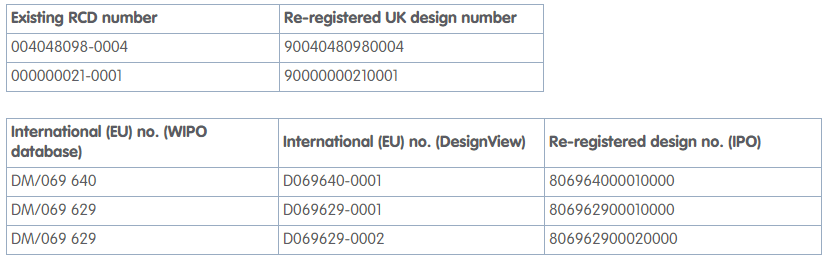 Existing RCD number Re-registered UK design number
004048098-0004 90040480980004
000000021-0001 90000000210001
International (EU) no. (WIPO
database) International (EU) no. (DesignView) Re-registered design no. (IPO)
DM/069 640 D069640-0001 806964000010000
DM/069 629 D069629-0001 806962900010000
DM/069 629 D069629-0002 806962900020000